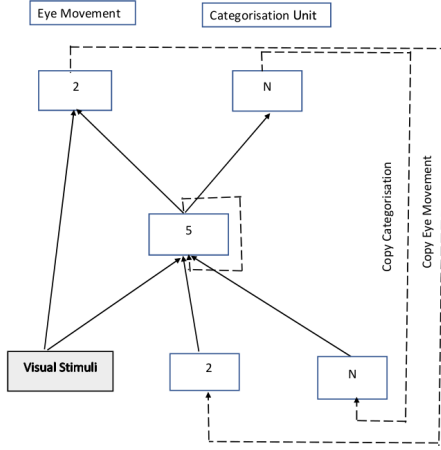 Eye Movement
Categorisation Unit
2
N
5
Copy Categorisation
Copy Eye Movement
Visual Stimuli
2
N